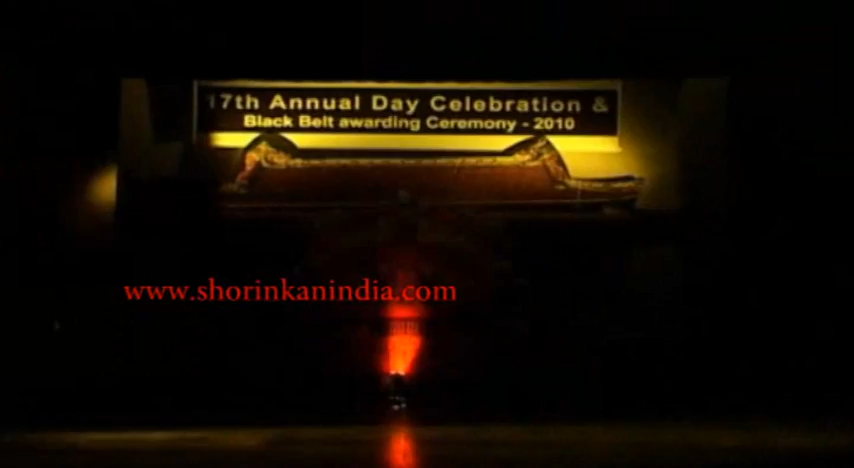 17th Annual Day Celebration &
Black Belt awarding Ceremony - 2010
www.shorinkanindia.com